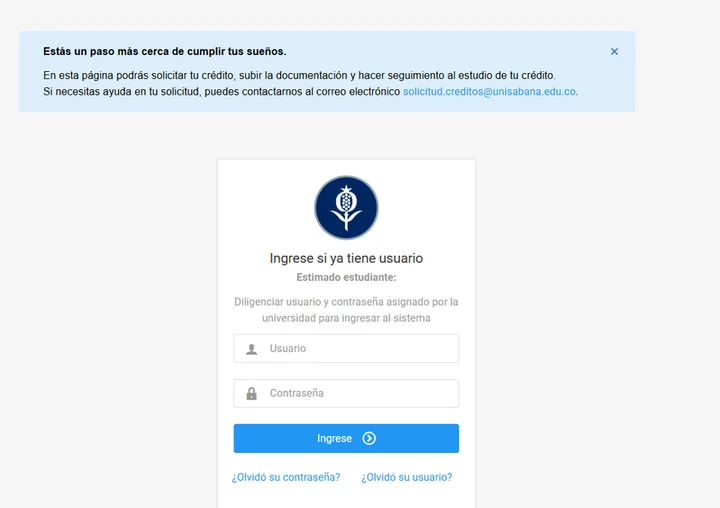 Estás un paso más cerca de cumplir tus sueños.
×
En esta página podrás solicitar tu crédito, subir la documentación y hacer seguimiento al estudio de tu crédito.
Si necesitas ayuda en tu solicitud, puedes contactarnos al correo electrónico solicitud.creditos@unisabana.edu.co.
Ingrese si ya tiene usuario
Estimado estudiante:
Diligenciar usuario y contraseña asignado por la
universidad para ingresar al sistema
Usuario
Contraseña
Ingrese
¿Olvidó su contraseña? ¿Olvidó su usuario?